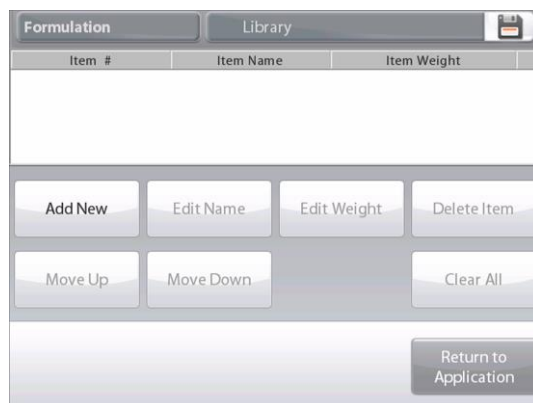 Formulation Library
Item # Item Name Item Weight
Add New Edit Name Edit Weight Delete Item
Move Up Move Down Clear All
Return to
Application